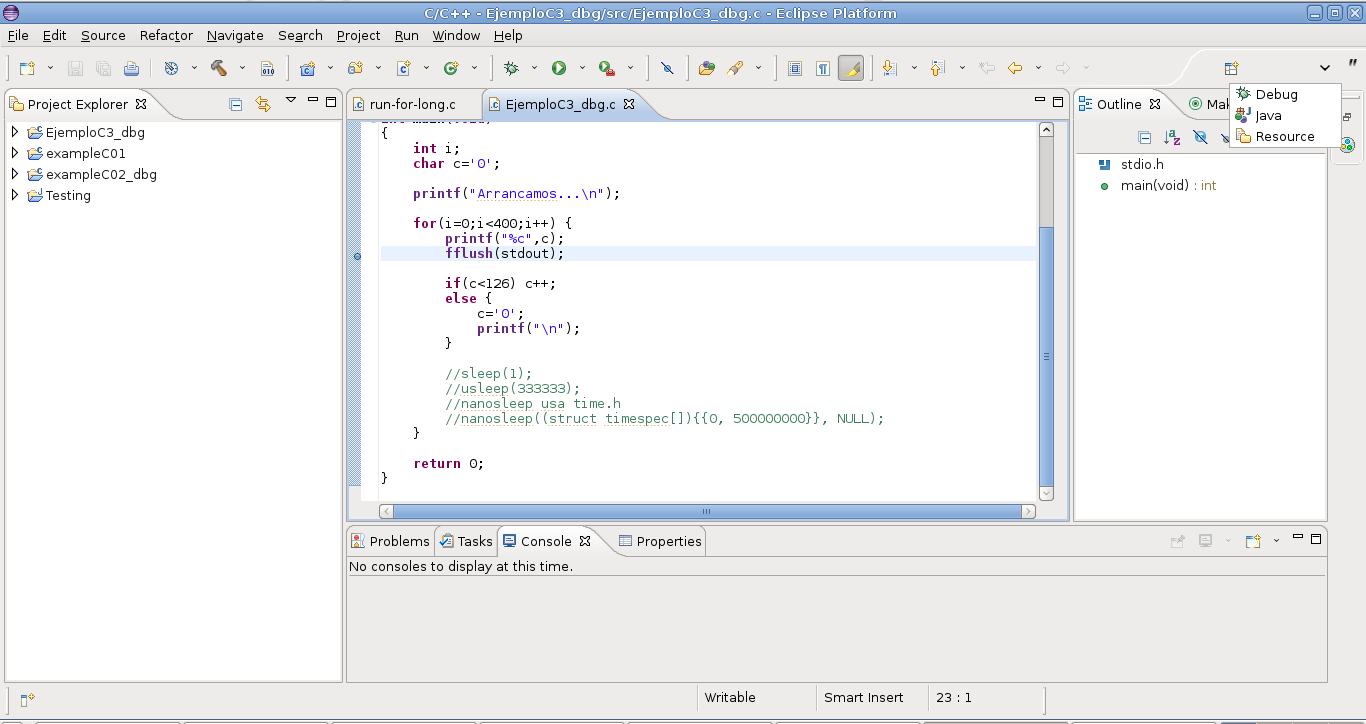 C/C++ - EjemploC3_dbg/src/EjemploC3_dbg.c - Eclipse Platform
File Edit Source Refactor Navigate Search Project Run Window Help
Project Explorer
EjemploC3_dbg
exampleC01
exampleC02_dbg
Testing
run-for-long.c
EjemploC3_dbg.c
int main(void)
{
    int i;
    char c='0';
    printf("Arrancamos...\n");
    for(i=0;i<400;i++) {
        printf("%c",c);
        fflush(stdout);
        if(c<126) c++;
        else {
            c='0';
            printf("\n");
        }
        //sleep(1);
        //usleep(333333);
        //nanosleep usa time.h
        //nanosleep((struct timespec[]){{0, 500000000}}, NULL);
    }
    return 0;
}
Outline
Mak
Debug
Java
Resource
stdio.h
main(void) : int
Problems Tasks Console Properties
No consoles to display at this time.
Writable Smart Insert 23 : 1